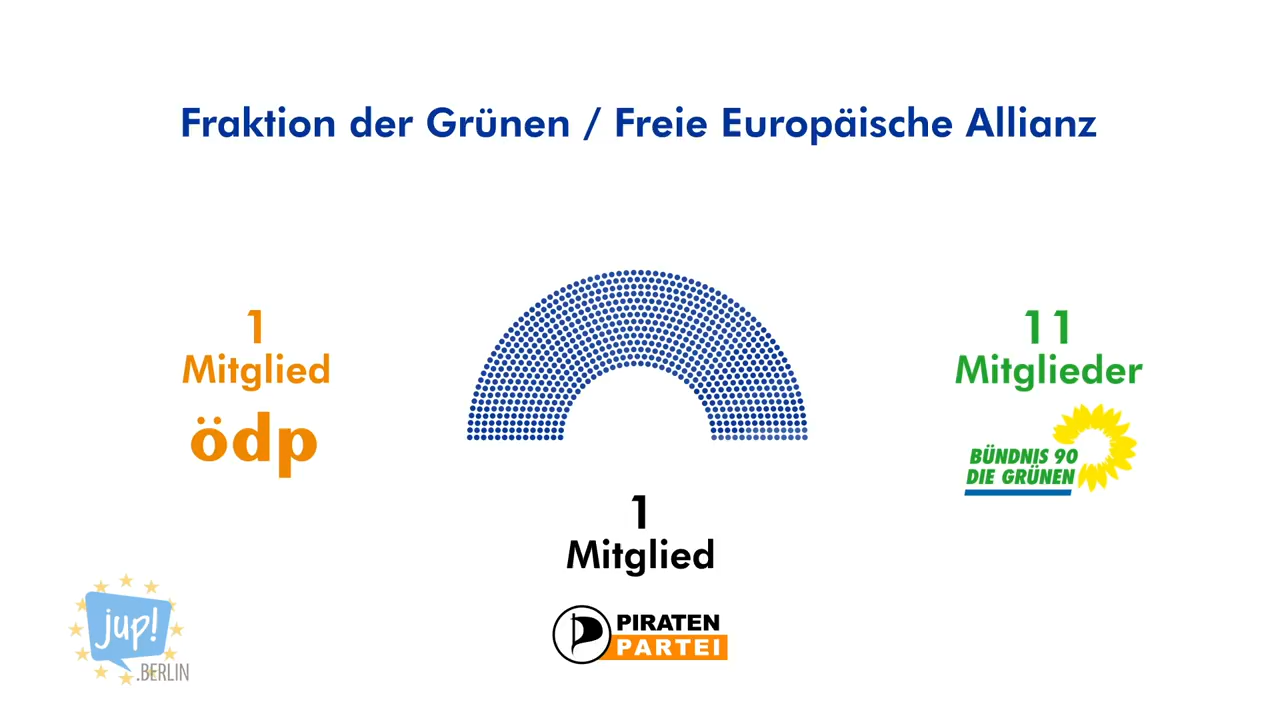 Fraktion der Grünen / Freie Europäische Allianz
1
Mitglied
ödp
11
Mitglieder
BÜNDNIS 90
DIE GRÜNEN
1
Mitglied
PIRATEN
PARTEI
jup!
.BERLIN